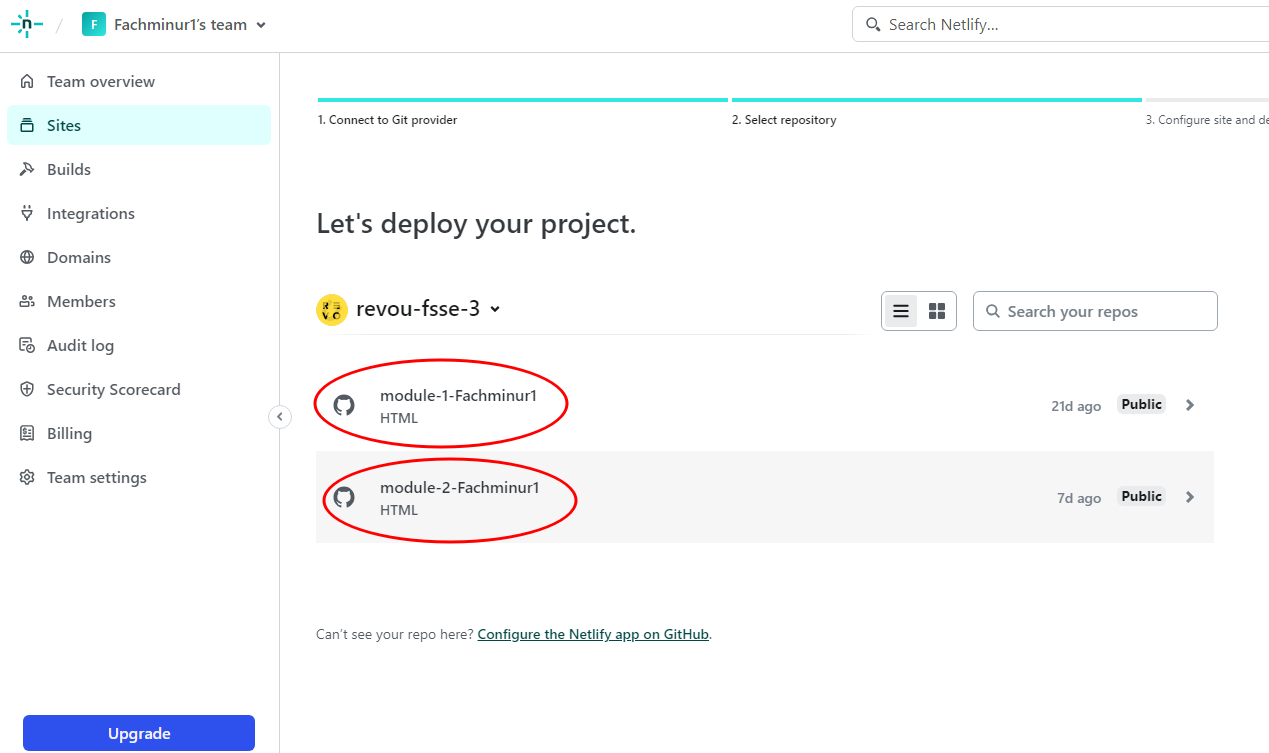 F Fachminur1's team
Search Netlify...
Team overview
Sites
Builds
Integrations
Domains
Members
Audit log
Security Scorecard
Billing
Team settings
Upgrade
1. Connect to Git provider
2. Select repository
3. Configure site and de
Let's deploy your project.
revou-fsse-3
Search your repos
module-1-Fachminur1
HTML
21d ago Public
module-2-Fachminur1
HTML
7d ago Public
Can't see your repo here? Configure the Netlify app on GitHub.